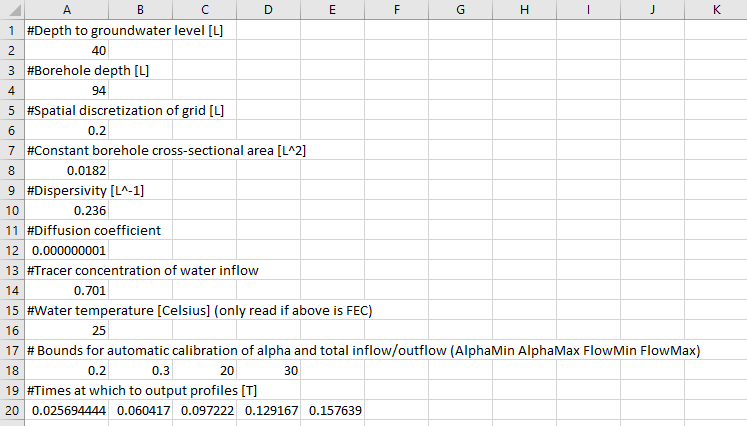 A B C D E F G H I J K
1 #Depth to groundwater level [L]
2 40
3 #Borehole depth [L]
4 94
5 #Spatial discretization of grid [L]
6 0.2
7 #Constant borehole cross-sectional area [L^2]
8 0.0182
9 #Dispersivity [L^-1]
10 0.236
11 #Diffusion coefficient
12 0.000000001
13 #Tracer concentration of water inflow
14 0.701
15 #Water temperature [Celsius] (only read if above is FEC)
16 25
17 # Bounds for automatic calibration of alpha and total inflow/outflow (AlphaMin AlphaMax FlowMin FlowMax)
18 0.2 0.3 20 30
19 #Times at which to output profiles [T]
20 0.025694444 0.060417 0.097222 0.129167 0.157639